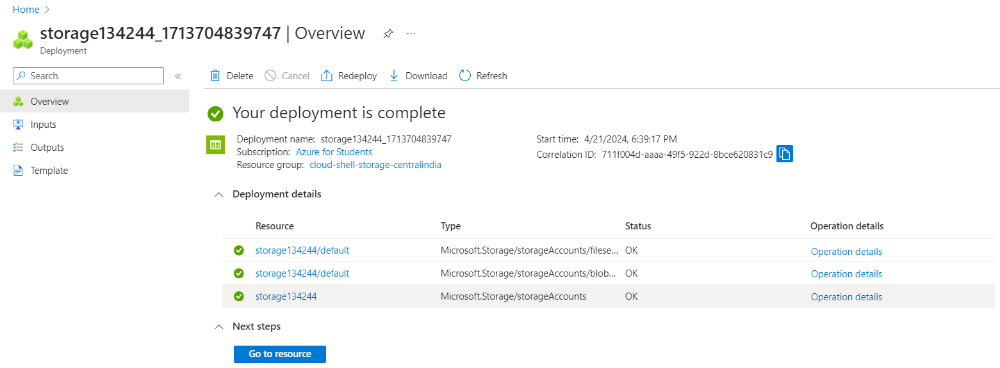 Home
storage134244_1713704839747 | Overview
Deployment
Search
Overview
Inputs
Outputs
Template
Delete Cancel Redeploy Download Refresh
Your deployment is complete
Deployment name: storage134244_1713704839747
Subscription: Azure for Students
Resource group: cloud-shell-storage-centralindia
Start time: 4/21/2024, 6:39:17 PM
Correlation ID: 711f004d-aaaa-49f5-922d-8bce620831c9
Deployment details
Resource Type Status Operation details
storage134244/default Microsoft.Storage/storageAccounts/filese... OK Operation details
storage134244/default Microsoft.Storage/storageAccounts/blob... OK Operation details
storage134244 Microsoft.Storage/storageAccounts OK Operation details
Next steps
Go to resource